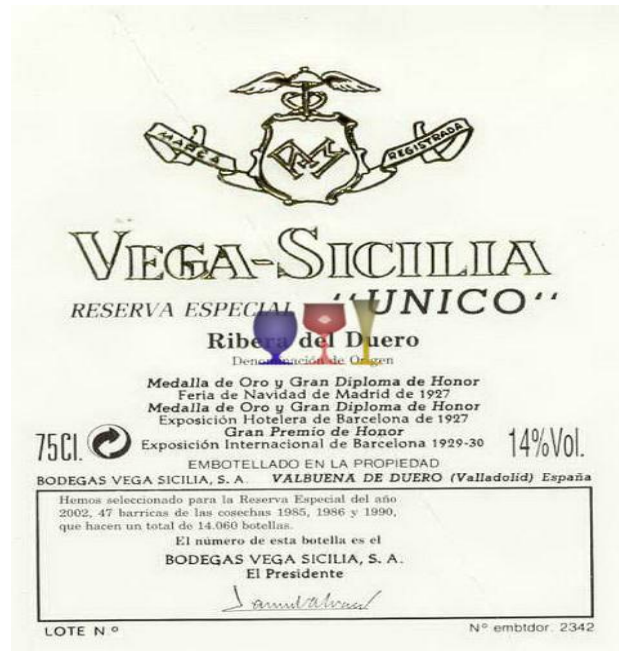 MARCA REGISTRADA
VEGA-SICILIA
RESERVA ESPECIAL "UNICO"
Ribera del Duero
Denominación de Origen
Medalla de Oro y Gran Diploma de Honor
Feria de Navidad de Madrid de 1927
Medalla de Oro y Gran Diploma de Honor
Exposición Hotelera de Barcelona de 1927
Gran Premio de Honor
Exposición Internacional de Barcelona 1929-30
75Cl.
14%Vol.
EMBOTELLADO EN LA PROPIEDAD
BODEGAS VEGA SICILIA, S. A. VALBUENA DE DUERO (Valladolid) España
Hemos seleccionado para la Reserva Especial del año
2002, 47 barricas de las cosechas 1985, 1986 y 1990,
que hacen un total de 14.060 botellas.
El número de esta botella es el
BODEGAS VEGA SICILIA, S. A.
El Presidente
LOTE N.º
Nº embtdor. 2342